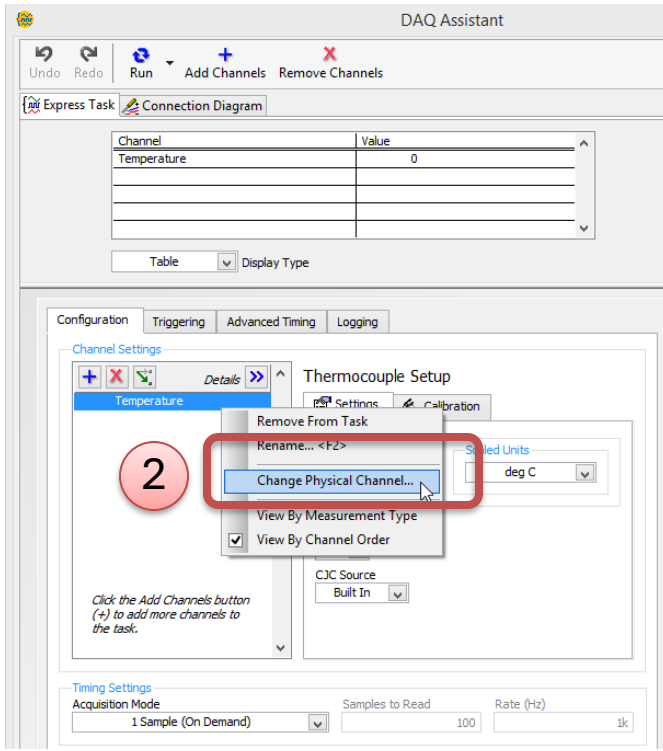 DAQ Assistant
Undo Redo Run Add Channels Remove Channels
Express Task Connection Diagram
Channel Value
Temperature 0
Table Display Type
Configuration Triggering Advanced Timing Logging
Channel Settings
Details
Thermocouple Setup
Temperature
Settings Calibration
Remove From Task
Rename... <F2>
Scaled Units
2
Change Physical Channel...
deg C
View By Measurement Type
View By Channel Order
CJC Source
Built In
Click the Add Channels button
(+) to add more channels to
the task.
Timing Settings
Acquisition Mode Samples to Read Rate (Hz)
1 Sample (On Demand) 100 1k